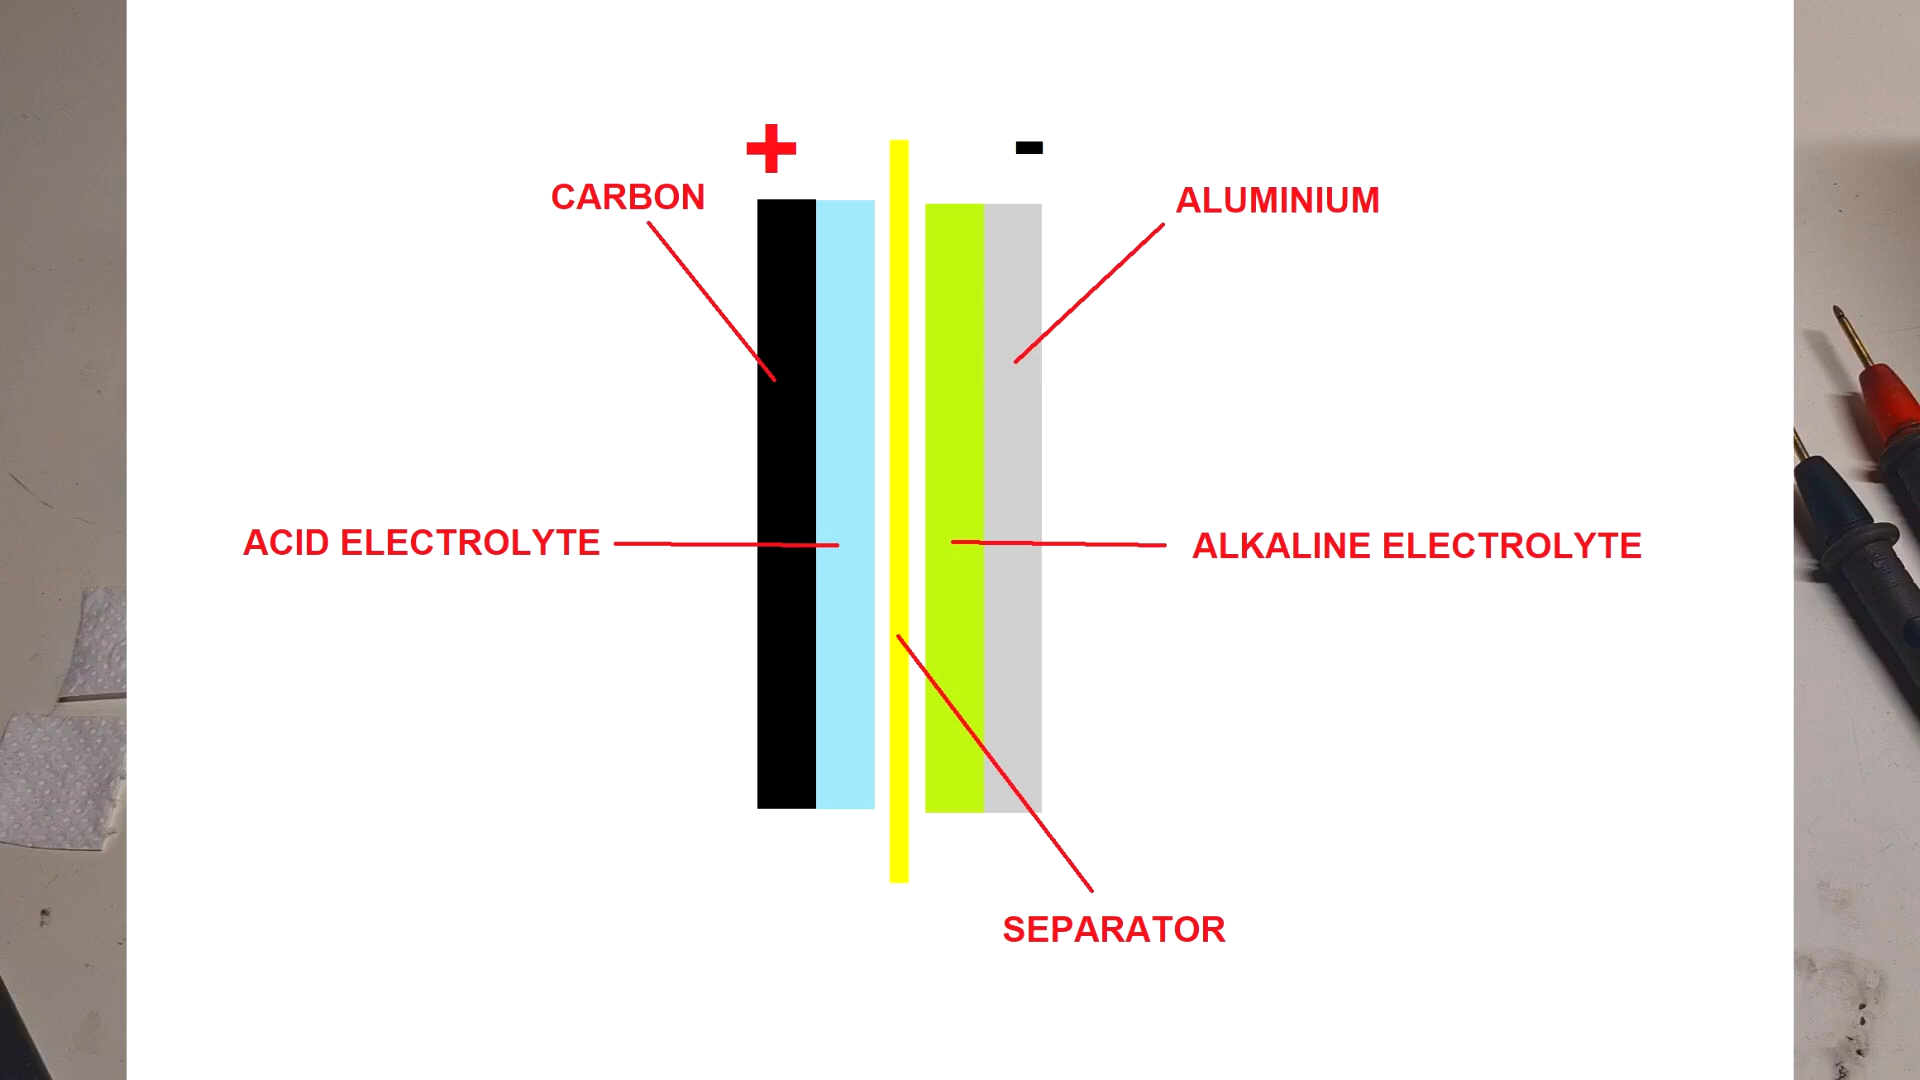 +
-
CARBON
ALUMINIUM
ACID ELECTROLYTE
ALKALINE ELECTROLYTE
SEPARATOR